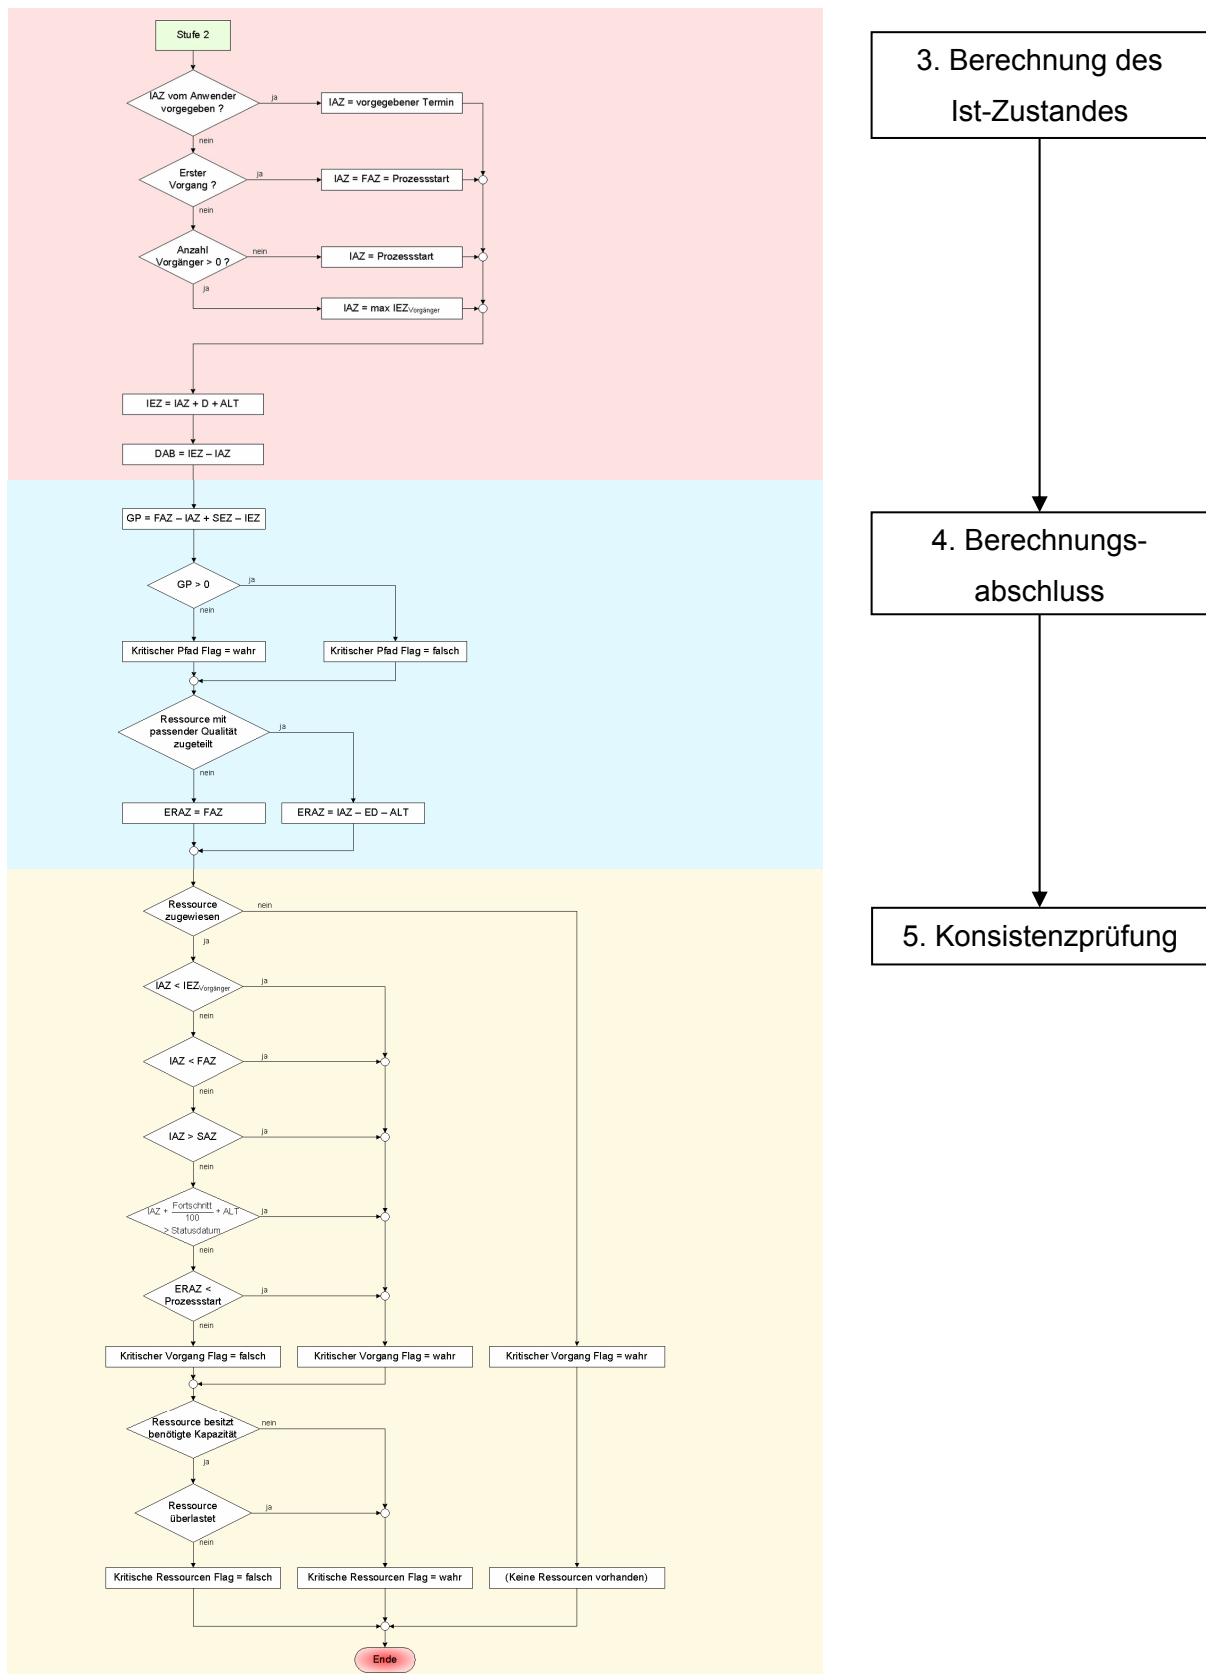 Stufe 2
IAZ vom Anwender
vorgegeben ?
ja
IAZ = vorgegebener Termin
nein
Erster
Vorgang ?
ja
IAZ = FAZ = Prozessstart
nein
Anzahl
Vorgänger > 0 ?
nein
IAZ = Prozessstart
ja
IAZ = max IEZVorgänger
IEZ = IAZ + D + ALT
DAB = IEZ – IAZ
GP = FAZ – IAZ + SEZ – IEZ
GP > 0
ja
nein
Kritischer Pfad Flag = wahr
Kritischer Pfad Flag = falsch
Ressource mit
passender Qualität
zugeteilt
ja
nein
ERAZ = FAZ
ERAZ = IAZ – ED – ALT
Ressource
zugewiesen
nein
ja
IAZ < IEZVorgänger
ja
nein
IAZ < FAZ
ja
nein
IAZ > SAZ
ja
nein
IAZ + Fortschritt/100 + ALT
> Statusdatum
ja
nein
ERAZ <
Prozessstart
ja
nein
Kritischer Vorgang Flag = falsch
Kritischer Vorgang Flag = wahr
Kritischer Vorgang Flag = wahr
Ressource besitzt
benötigte Kapazität
nein
ja
Ressource
überlastet
ja
nein
Kritische Ressourcen Flag = falsch
Kritische Ressourcen Flag = wahr
(Keine Ressourcen vorhanden)
Ende
3. Berechnung des
Ist-Zustandes
4. Berechnungs-
abschluss
5. Konsistenzprüfung